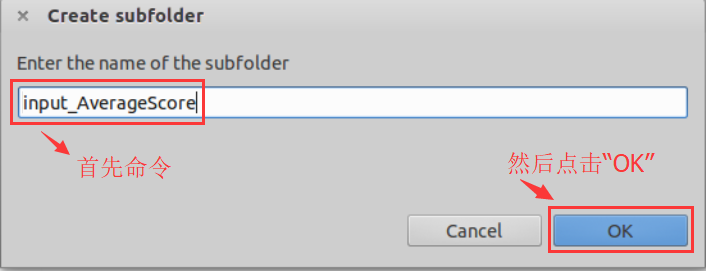 × Create subfolder
Enter the name of the subfolder
input_AverageScore
首先命令
然后点击“OK”
Cancel
OK